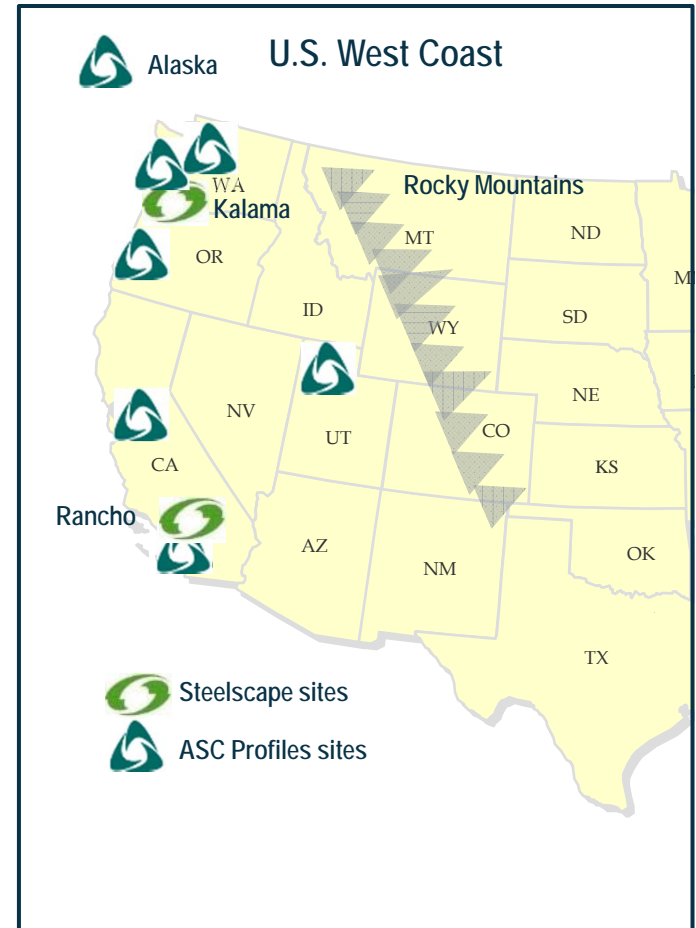 U.S. West Coast
Alaska
WA
Kalama
Rocky Mountains
MT
ND
OR
ID
WY
SD
NE
NV
UT
CO
KS
CA
Rancho
AZ
NM
OK
TX
Steelscape sites
ASC Profiles sites